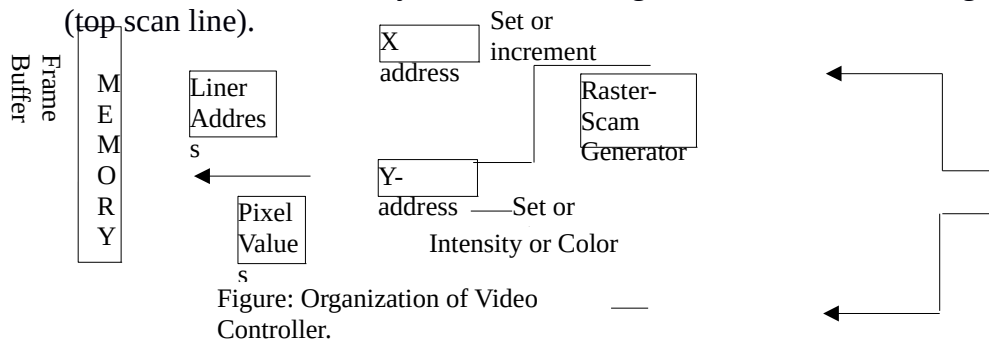 (top scan line).
Frame
Buffer
M
E
M
O
R
Y
Liner
Addres
s
Pixel
Value
s
X
address
Set or
increment
Y-
address
Set or
Intensity or Color
Raster-
Scam
Generator
Figure: Organization of Video
Controller.